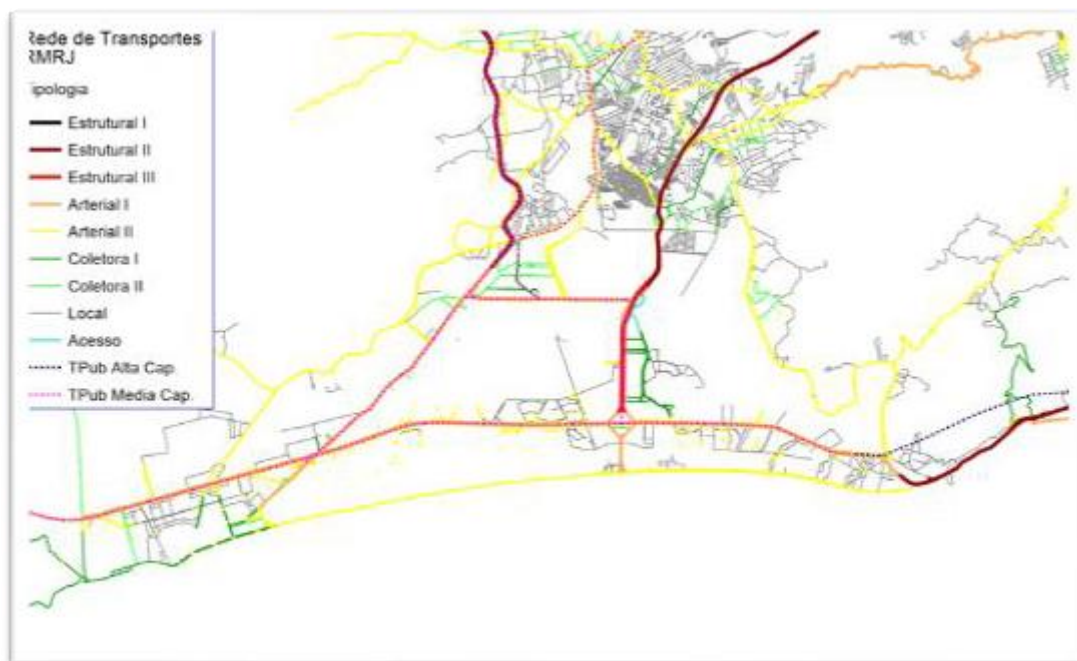 Rede de Transportes
RMRJ
Tipologia
Estrutural I
Estrutural II
Estrutural III
Arterial I
Arterial II
Coletora I
Coletora II
Local
Acesso
TPub Alta Cap.
TPub Media Cap.